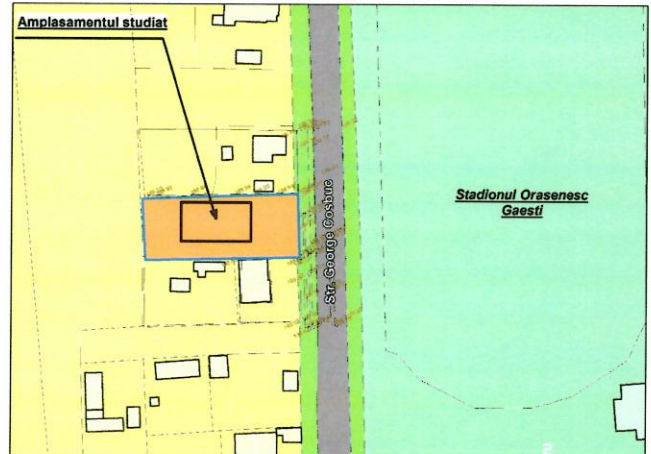 Amplasamentul studiat
Str. George Cosbuc
Stadionul Orasenesc
Gaesti